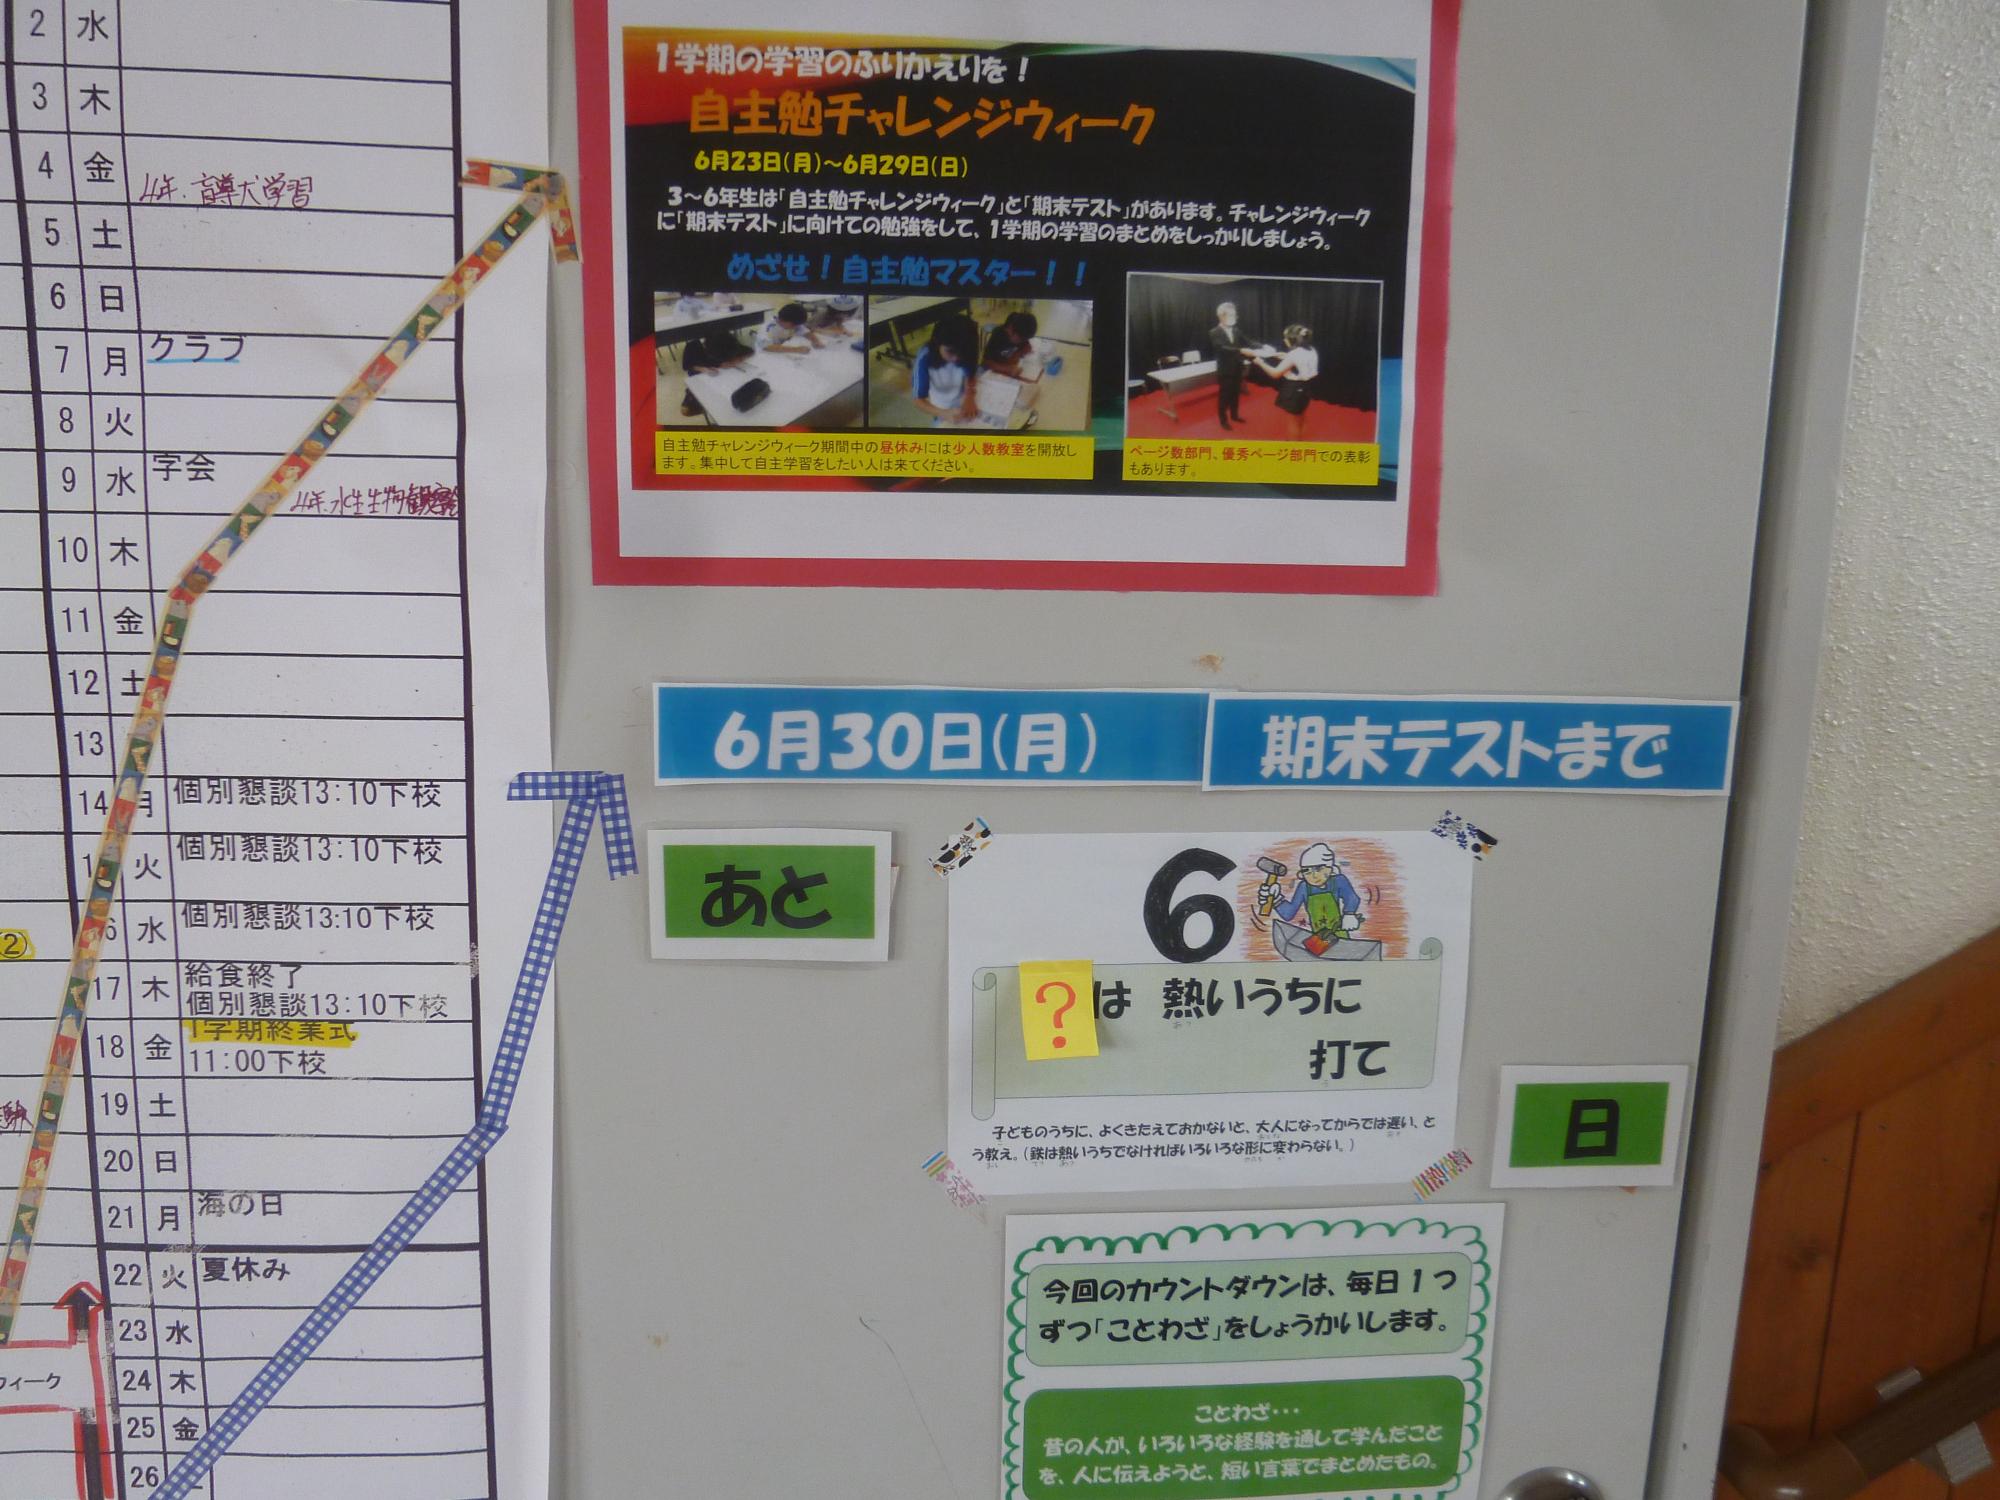 2 水
3 木
4 金 4年.盲導犬学習
5 土
6 日
7 月 クラブ
8 火
9 水 字会
4年.水生生物観察会
10 木
11 金
12 土
13
14 月 個別懇談13:10下校
1 火 個別懇談13:10下校
6 水 個別懇談13:10下校
17 木 給食終了
個別懇談13:10下校
18 金 1学期終業式
11:00下校
19 土
20 日
21 月 海の日
22 火 夏休み
23 水
24 木
25 金
26
②
ウィーク
1学期の学習のふりかえりを！
自主勉チャレンジウィーク
6月23日(月)～6月29日(日)
3～6年生は「自主勉チャレンジウィーク」と「期末テスト」があります。チャレンジウィーク
に「期末テスト」に向けての勉強をして、1学期の学習のまとめをしっかりしましょう。
めざせ！自主勉マスター！！
自主勉チャレンジウィーク期間中の昼休みには少人数教室を開放し
ます。集中して自主学習をしたい人は来てください。
ページ数部門、優秀ページ部門での表彰
もあります。
6月30日(月) 期末テストまで
あと
6
?は 熱いうちに
打て
子どものうちに、よくきたえておかないと、大人になってからでは遅い、と
う教え。(鉄は熱いうちでなければいろいろな形に変わらない。)
日
今回のカウントダウンは、毎日1つ
ずつ「ことわざ」をしょうかいします。
ことわざ・・・
昔の人が、いろいろな経験を通して学んだこと
を、人に伝えようと、短い言葉でまとめたもの。